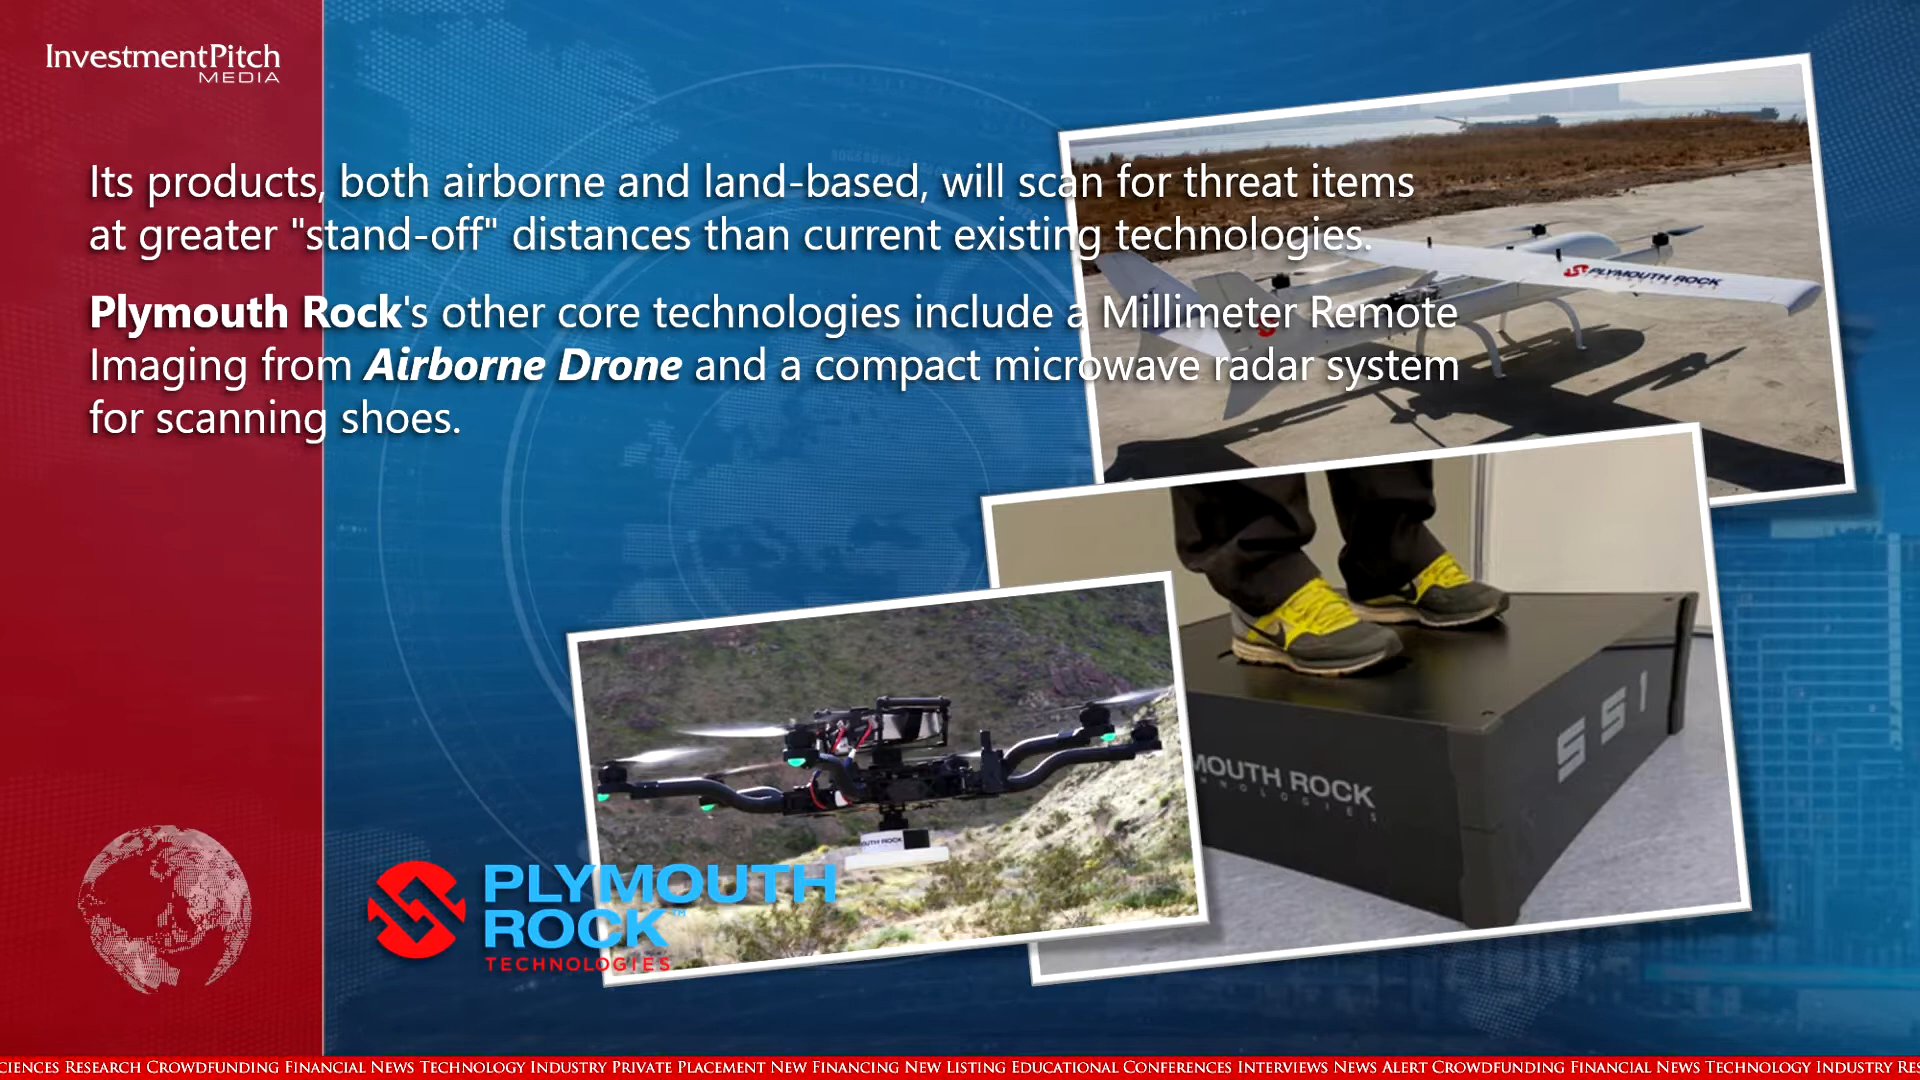 InvestmentPitch
MEDIA
Its products, both airborne and land-based, will scan for threat items
at greater "stand-off" distances than current existing technologies.
Plymouth Rock's other core technologies include a Millimeter Remote
Imaging from Airborne Drone and a compact microwave radar system
for scanning shoes.
PLYMOUTH ROCK
SS1
MOUTH ROCK
OUTH ROCK
PLYMOUTH
ROCK
TECHNOLOGIES
CIENCES RESEARCH CROWDFUNDING FINANCIAL NEWS TECHNOLOGY INDUSTRY PRIVATE PLACEMENT NEW FINANCING NEW LISTING EDUCATIONAL CONFERENCES INTERVIEWS NEWS ALERT CROWDFUNDING FINANCIAL NEWS TECHNOLOGY INDUSTRY RES